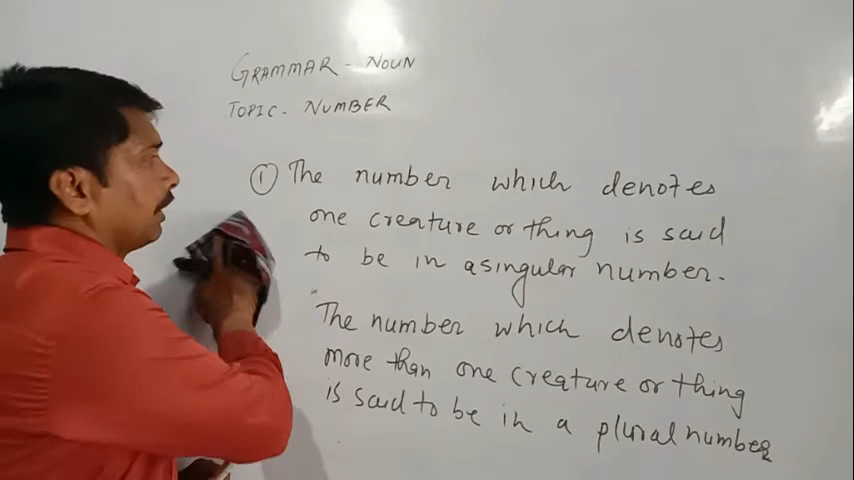 GRAMMAR - NOUN
TOPIC - NUMBER
① The number which denotes
one creature or thing is said
to be in a singular number.
The number which denotes
more than one creature or thing
is said to be in a plural number